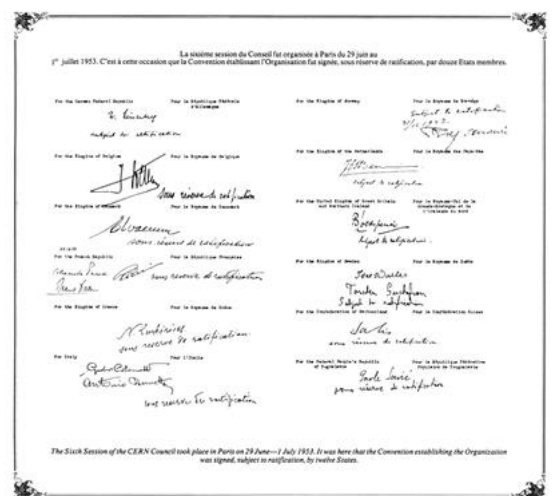 La sixième session du Conseil fut organisée à Paris du 29 juin au
1er juillet 1953. C'est à cette occasion que la Convention établissant l'Organisation fut signée, sous réserve de ratification, par douze Etats membres.
For the German Federal Republic
Pour la République Fédérale
d'Allemagne
subject to ratification
For the Kingdom of Belgium
Pour le Royaume de Belgique
sous réserve de ratification
For the Kingdom of Denmark
Pour le Royaume de Danemark
sous réserve de ratification
For the French Republic
Pour la République Française
sous réserve de ratification
For the Kingdom of Greece
Pour le Royaume de Grèce
sous reserve de ratification.
For Italy
Pour l'Italie
sous reserve de ratification
For the Kingdom of Norway
Pour le Royaume de Norvège
subject to ratification
For the Kingdom of the Netherlands
Pour le Royaume des Pays-Bas
subject to ratification
For the United Kingdom of Great Britain
and Northern Ireland
Pour le Royaume-Uni de la
Grande-Bretagne et de
l'Irlande du Nord
Subject to ratification.
For the Kingdom of Sweden
Pour le Royaume de Suède
Torsten Gustafson
Subject to ratification
For the Confederation of Switzerland
Pour la Confédération Suisse
sous réserve de ratification
For the Federal People's Republic
of Yugoslavia
Pour la République Fédérative
Populaire de Yougoslavie
sous réserve de ratification
The Sixth Session of the CERN Council took place in Paris on 29 June—1 July 1953. It was here that the Convention establishing the Organization
was signed, subject to ratification, by twelve States.